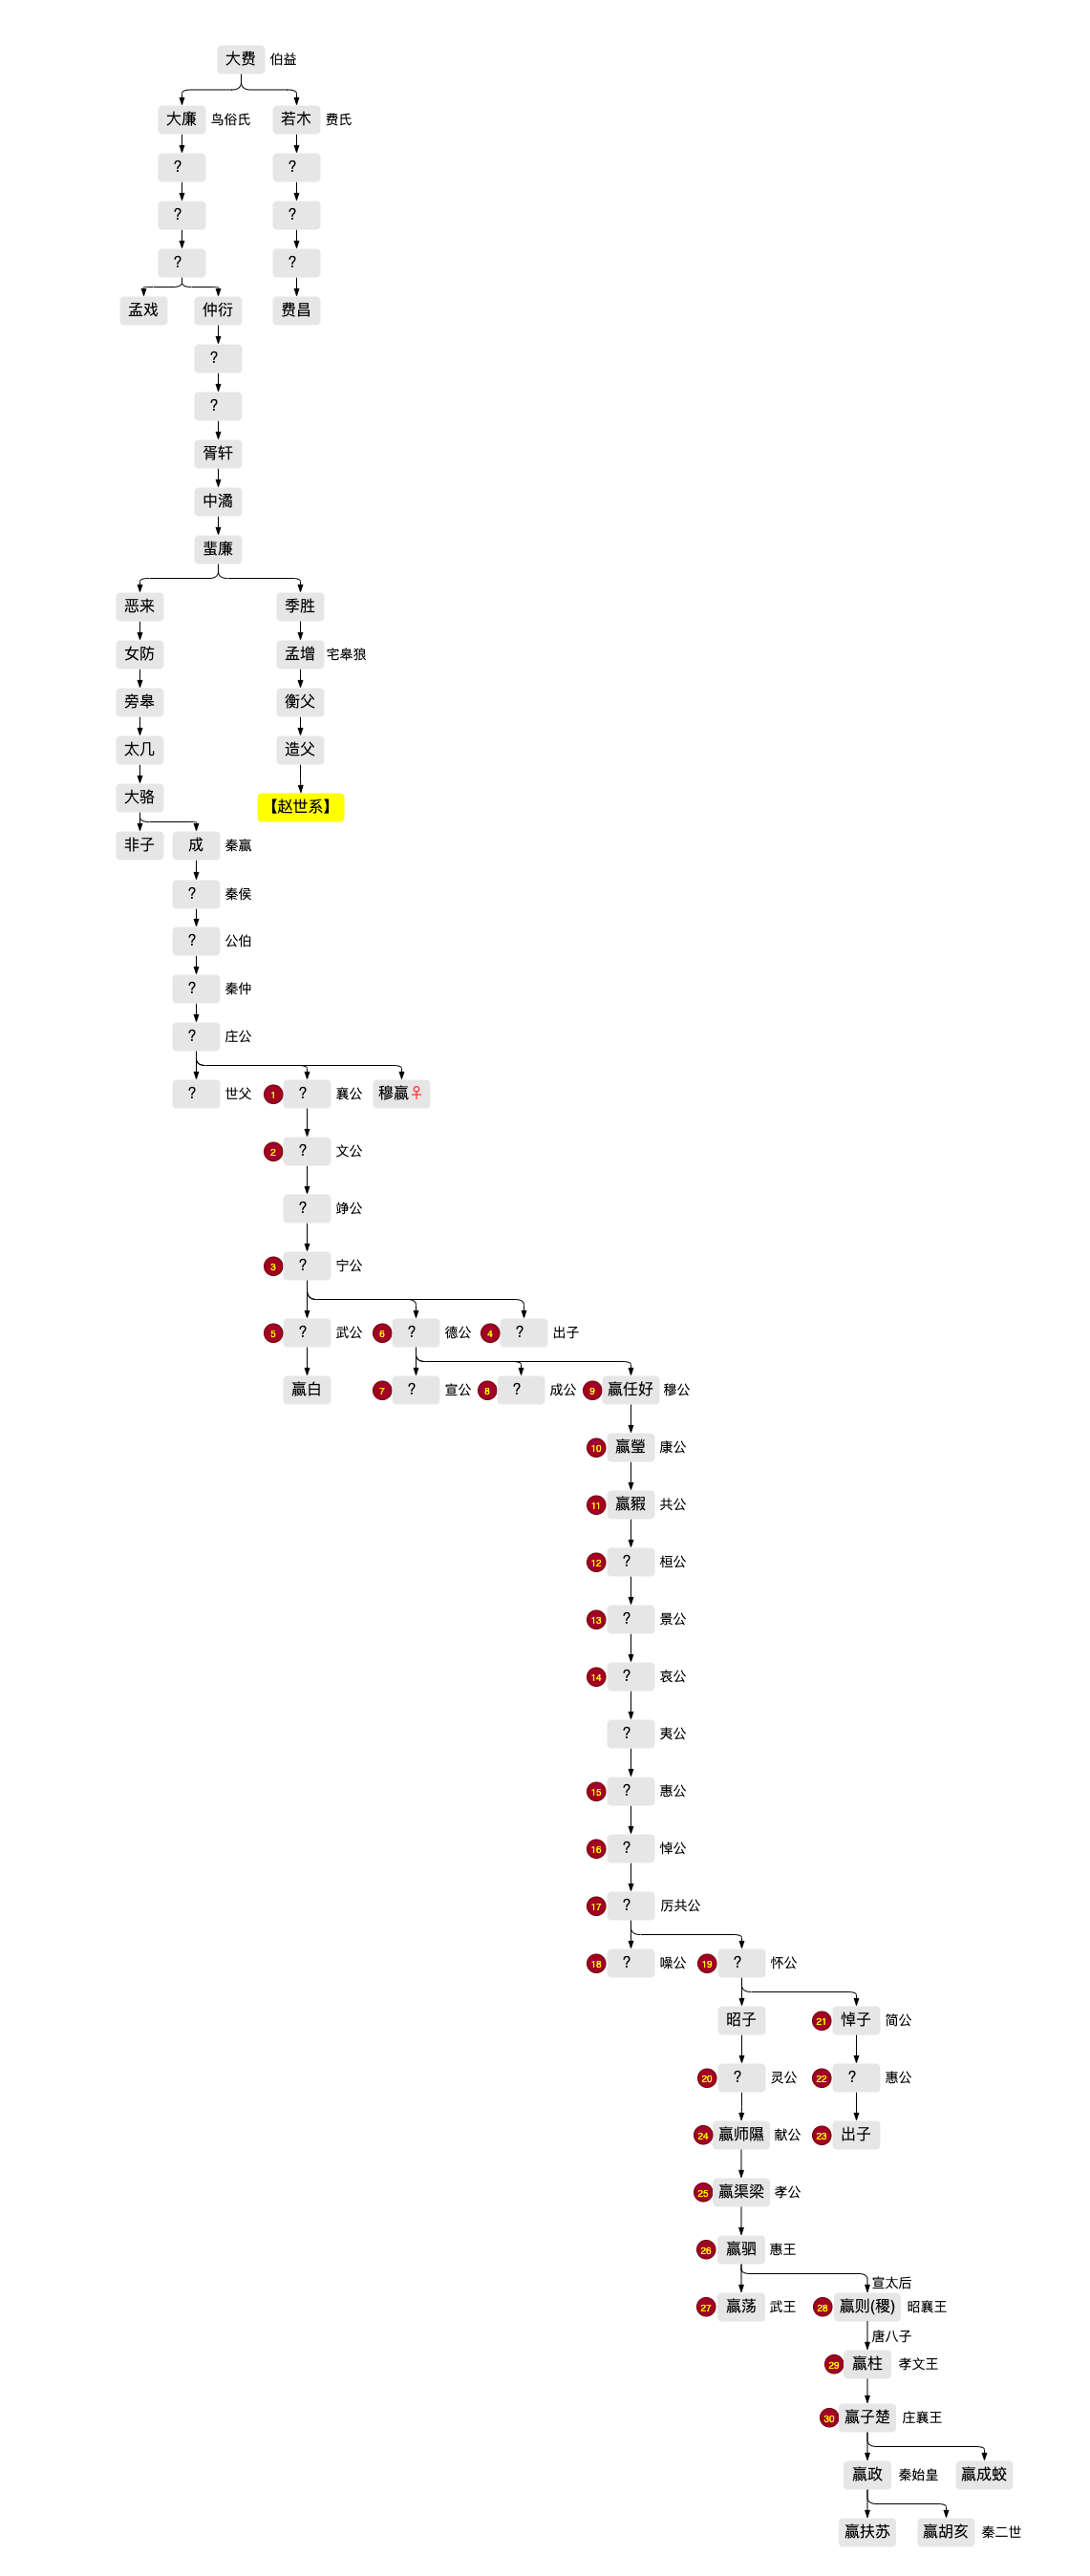 大费 伯益
大廉 鸟俗氏 若木 费氏
? ?
? ?
? ?
孟戏 仲衍 费昌
?
?
胥轩
中潏
蜚廉
恶来 季胜
女防 孟增 宅皋狼
旁皋 衡父
太几 造父
大骆 【赵世系】
非子 成 秦嬴
? 秦侯
? 公伯
? 秦仲
? 庄公
? 世父 1 ? 襄公 穆嬴♀
2 ? 文公
? 竫公
3 ? 宁公
5 ? 武公 6 ? 德公 4 ? 出子
嬴白 7 ? 宣公 8 ? 成公 9 嬴任好 穆公
10 嬴罃 康公
11 嬴豭 共公
12 ? 桓公
13 ? 景公
14 ? 哀公
? 夷公
15 ? 惠公
16 ? 悼公
17 ? 厉共公
18 ? 噪公 19 ? 怀公
昭子 21 悼子 简公
20 ? 灵公 22 ? 惠公
24 嬴师隰 献公 23 出子
25 嬴渠梁 孝公
26 嬴驷 惠王
宣太后
27 嬴荡 武王 28 嬴则(稷) 昭襄王
唐八子
29 嬴柱 孝文王
30 嬴子楚 庄襄王
嬴政 秦始皇 嬴成蛟
嬴扶苏 嬴胡亥 秦二世